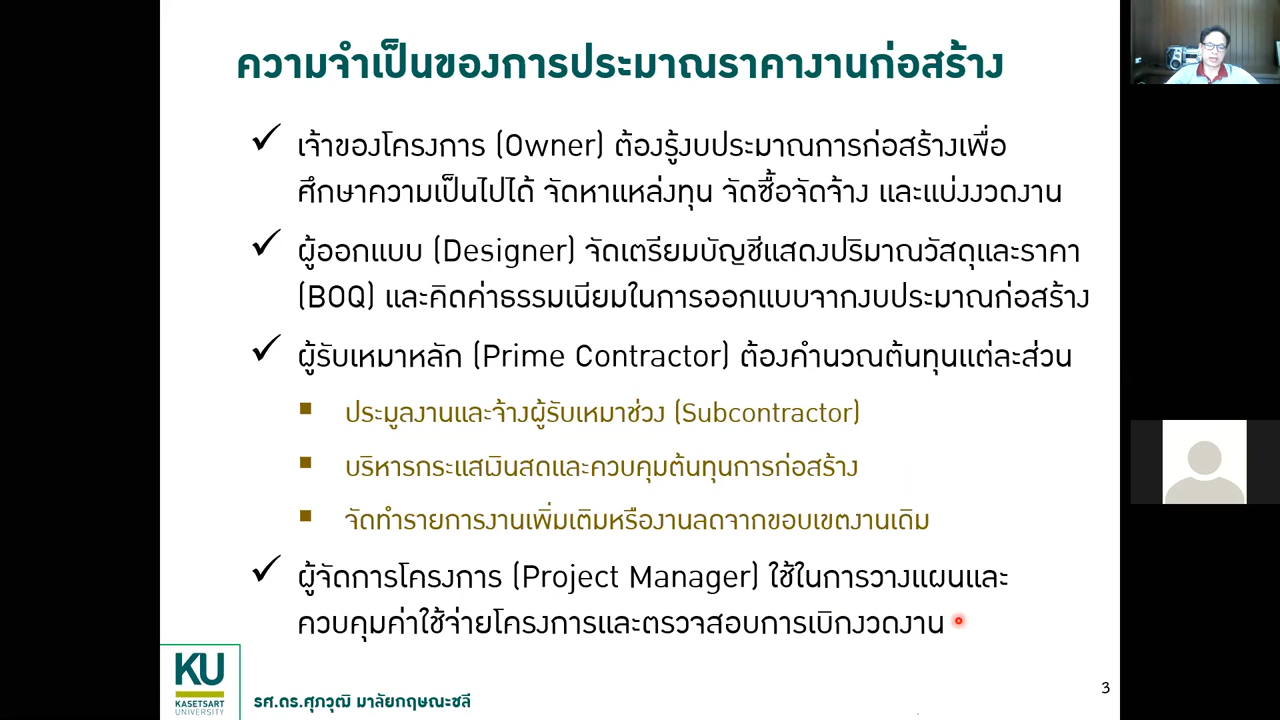 ความจำเป็นของการประมาณราคางานก่อสร้าง
✓ เจ้าของโครงการ (Owner) ต้องรู้งบประมาณการก่อสร้างเพื่อ
ศึกษาความเป็นไปได้ จัดหาแหล่งทุน จัดซื้อจัดจ้าง และแบ่งงวดงาน
✓ ผู้ออกแบบ (Designer) จัดเตรียมบัญชีแสดงปริมาณวัสดุและราคา
(BOQ) และคิดค่าธรรมเนียมในการออกแบบจากงบประมาณก่อสร้าง
✓ ผู้รับเหมาหลัก (Prime Contractor) ต้องคำนวณต้นทุนแต่ละส่วน
▪ ประมูลงานและจ้างผู้รับเหมาช่วง (Subcontractor)
▪ บริหารกระแสเงินสดและควบคุมต้นทุนการก่อสร้าง
▪ จัดทำรายการงานเพิ่มเติมหรืองานลดจากขอบเขตงานเดิม
✓ ผู้จัดการโครงการ (Project Manager) ใช้ในการวางแผนและ
ควบคุมค่าใช้จ่ายโครงการและตรวจสอบการเบิกงวดงาน
KU
KASETSART
UNIVERSITY
รศ.ดร.ศุภวุฒิ มาลัยกฤษณะชลี
3